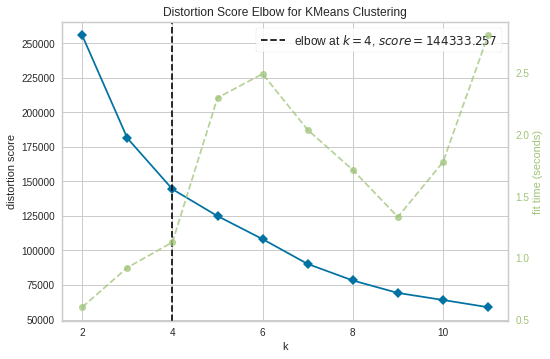 Distortion Score Elbow for KMeans Clustering
elbow at k = 4, score = 144333.257
250000
225000
200000
175000
150000
125000
100000
75000
50000
distortion score
2.5
2.0
1.5
1.0
0.5
fit time (seconds)
2 4 6 8 10
k